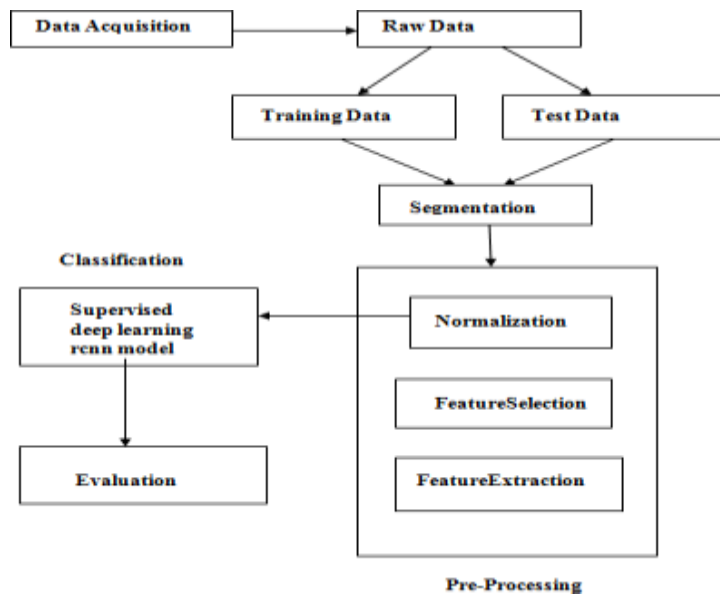 Data Acquisition
Raw Data
Training Data
Test Data
Segmentation
Classification
Supervised
deep learning
rcnn model
Normalization
FeatureSelection
Evaluation
FeatureExtraction
Pre-Processing